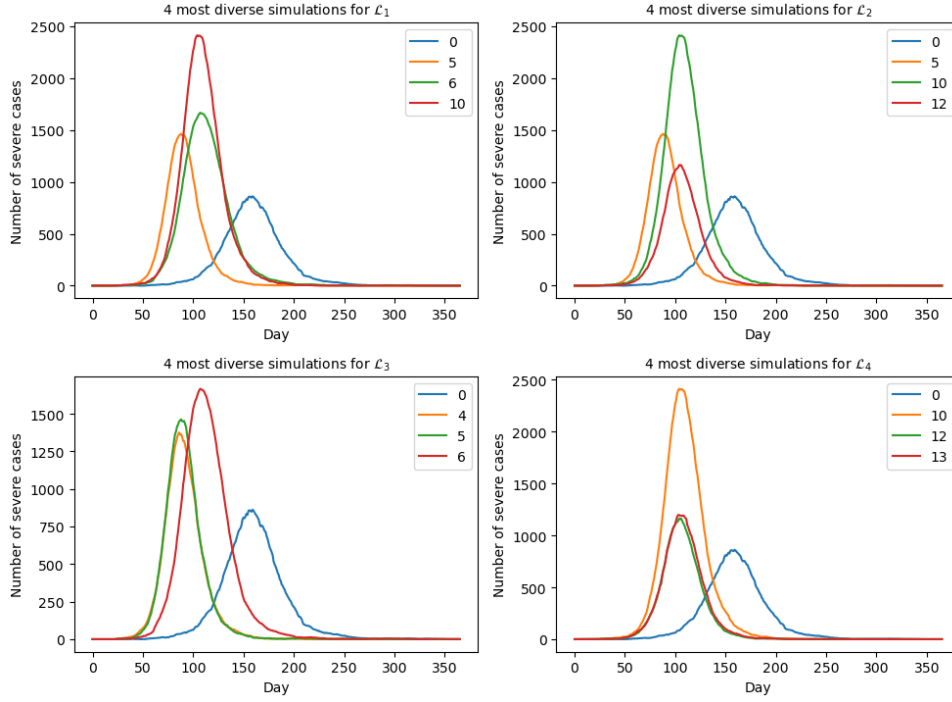 4 most diverse simulations for ℒ₁
Number of severe cases
2500
2000
1500
1000
500
0
0 50 100 150 200 250 300 350
Day
0
5
6
10
4 most diverse simulations for ℒ₂
Number of severe cases
2500
2000
1500
1000
500
0
0 50 100 150 200 250 300 350
Day
0
5
10
12
4 most diverse simulations for ℒ₃
Number of severe cases
1500
1250
1000
750
500
250
0
0 50 100 150 200 250 300 350
Day
0
4
5
6
4 most diverse simulations for ℒ₄
Number of severe cases
2500
2000
1500
1000
500
0
0 50 100 150 200 250 300 350
Day
0
10
12
13